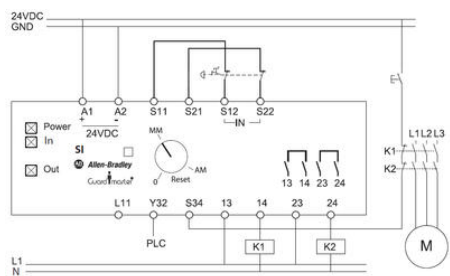 24VDC
GND
A1 A2 S11 S21 S12 S22
+ -
24VDC
IN
Power
In
Out
SI
AB Allen-Bradley
Guardmaster
MM
AM
0 Reset
13 14 23 24
L11 Y32 S34 13 14 23 24
PLC
K1 K2
L1
N
L1 L2 L3
K1
K2
M